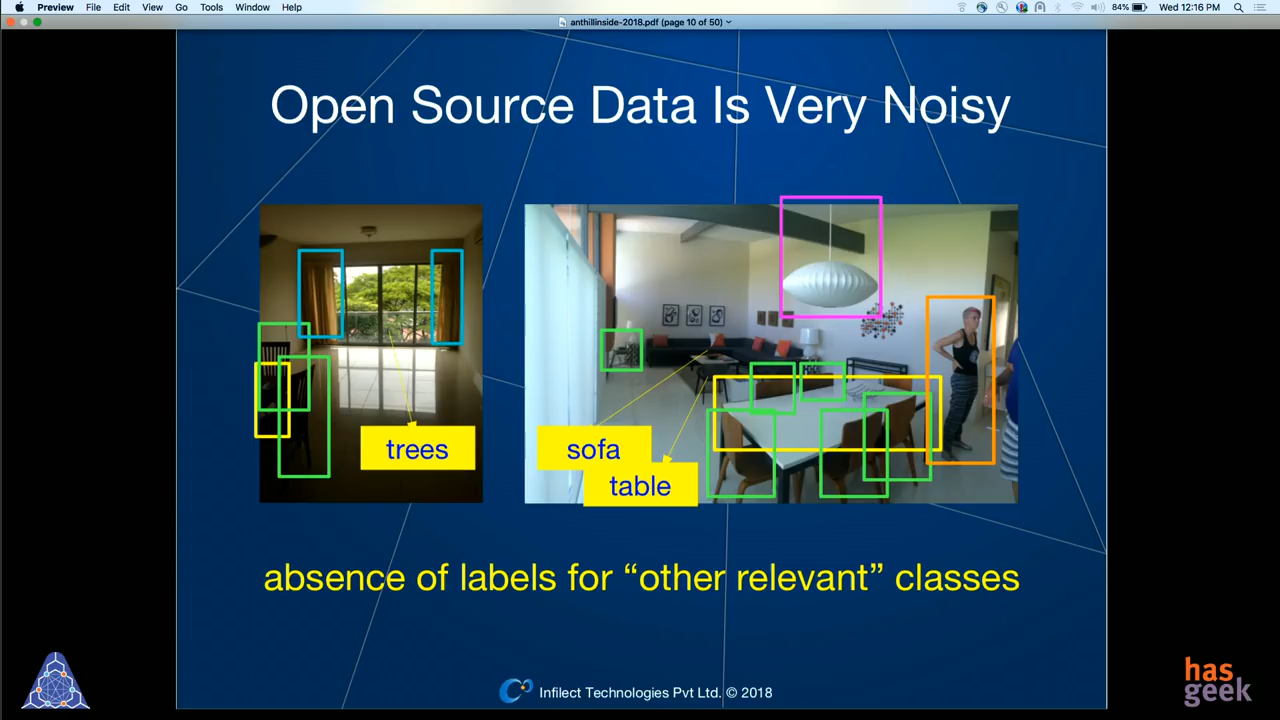 Preview File Edit View Go Tools Window Help 84% Wed 12:16 PM
anthillinside-2018.pdf (page 10 of 50)
Open Source Data Is Very Noisy
trees
sofa
table
absence of labels for “other relevant” classes
Infilect Technologies Pvt Ltd. © 2018
has
geek